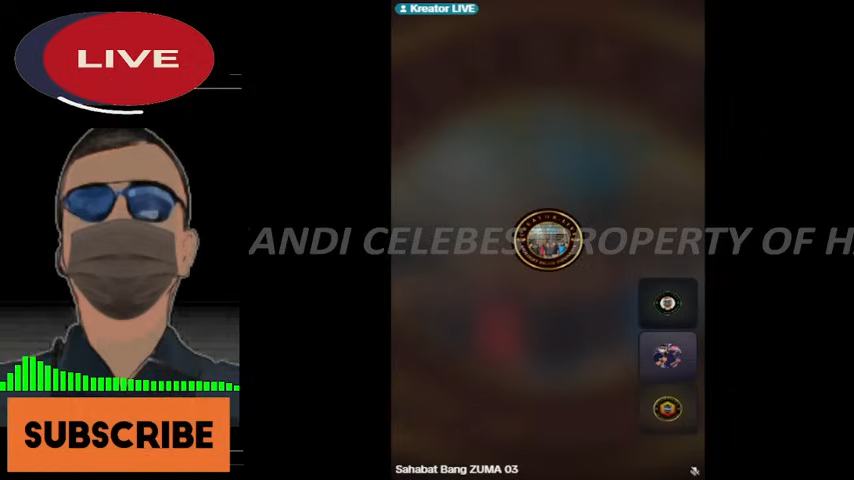 Kreator LIVE
LIVE
ANDI CELEBES PROPERTY OF H
SUBSCRIBE
Sahabat Bang ZUMA 03